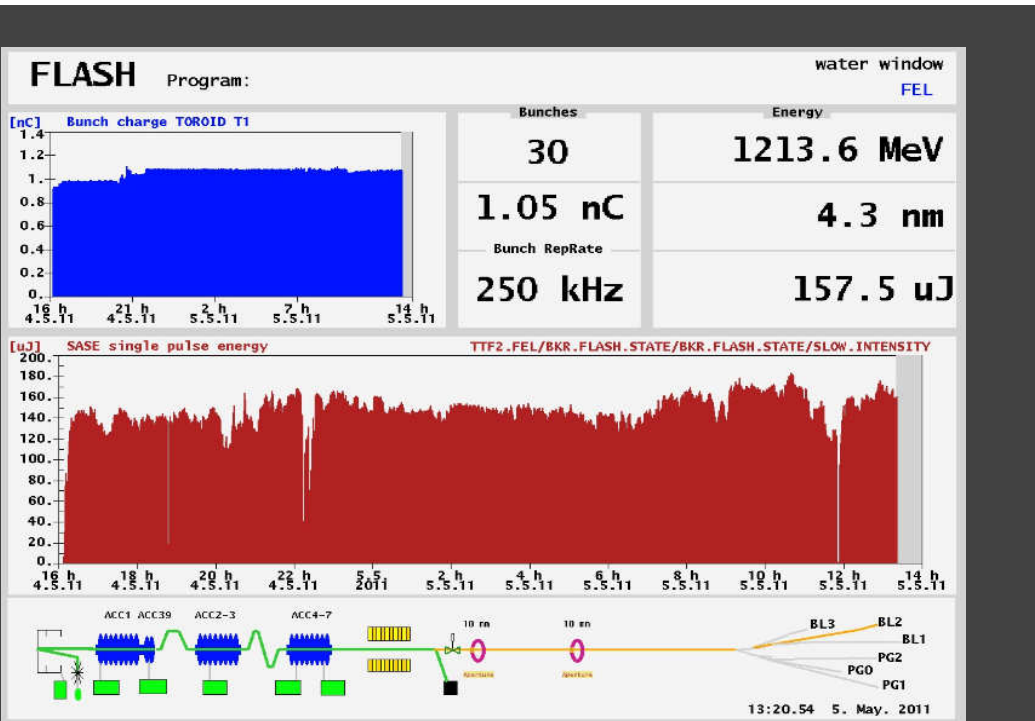 FLASH Program:
water window
FEL
[nC] Bunch charge TOROID T1
1.4
1.2
1.
0.8
0.6
0.4
0.2
0.
16 h 21 h 2 h 7 h 14 h
4.5.11 4.5.11 5.5.11 5.5.11 5.5.11
Bunches
30
1.05 nC
Bunch RepRate
250 kHz
Energy
1213.6 MeV
4.3 nm
157.5 uJ
[uJ] SASE single pulse energy TTF2.FEL/BKR.FLASH.STATE/BKR.FLASH.STATE/SLOW.INTENSITY
200.
180.
160.
140.
120.
100.
80.
60.
40.
20.
0.
16 h 18 h 20 h 22 h 5.5. 2 h 4 h 6 h 8 h 10 h 12 h 14 h
4.5.11 4.5.11 4.5.11 4.5.11 2011 5.5.11 5.5.11 5.5.11 5.5.11 5.5.11 5.5.11 5.5.11
ACC1 ACC39 ACC2-3 ACC4-7
10 mm 10 mm
Aperture Aperture
BL3 BL2
BL1
PG2
PG0
PG1
13:20.54 5. May. 2011